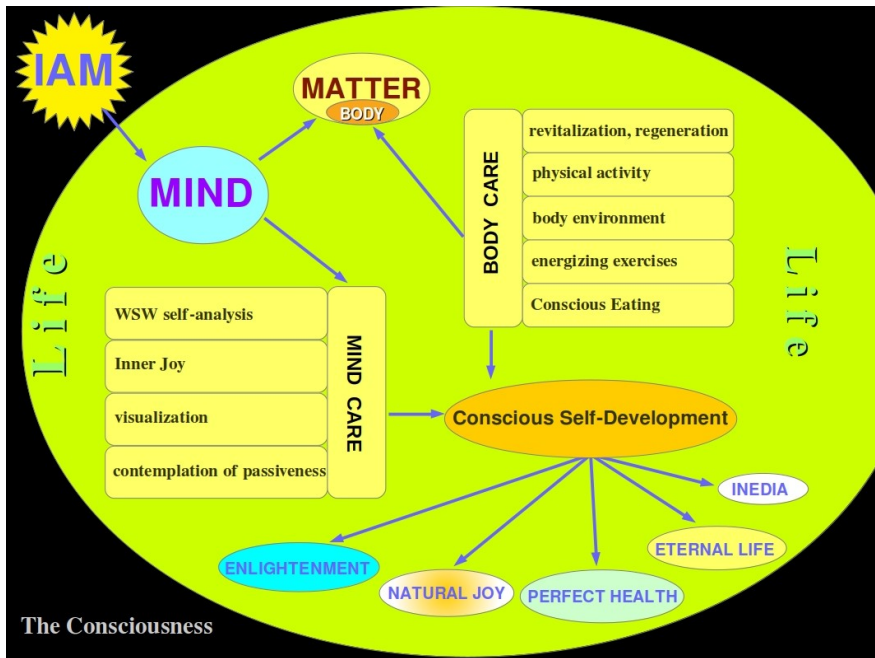 IAM
MATTER
BODY
MIND
BODY CARE
revitalization, regeneration
physical activity
body environment
energizing exercises
Conscious Eating
Life
Life
WSW self-analysis
Inner Joy
visualization
contemplation of passiveness
MIND CARE
Conscious Self-Development
INEDIA
ETERNAL LIFE
ENLIGHTENMENT
NATURAL JOY
PERFECT HEALTH
The Consciousness